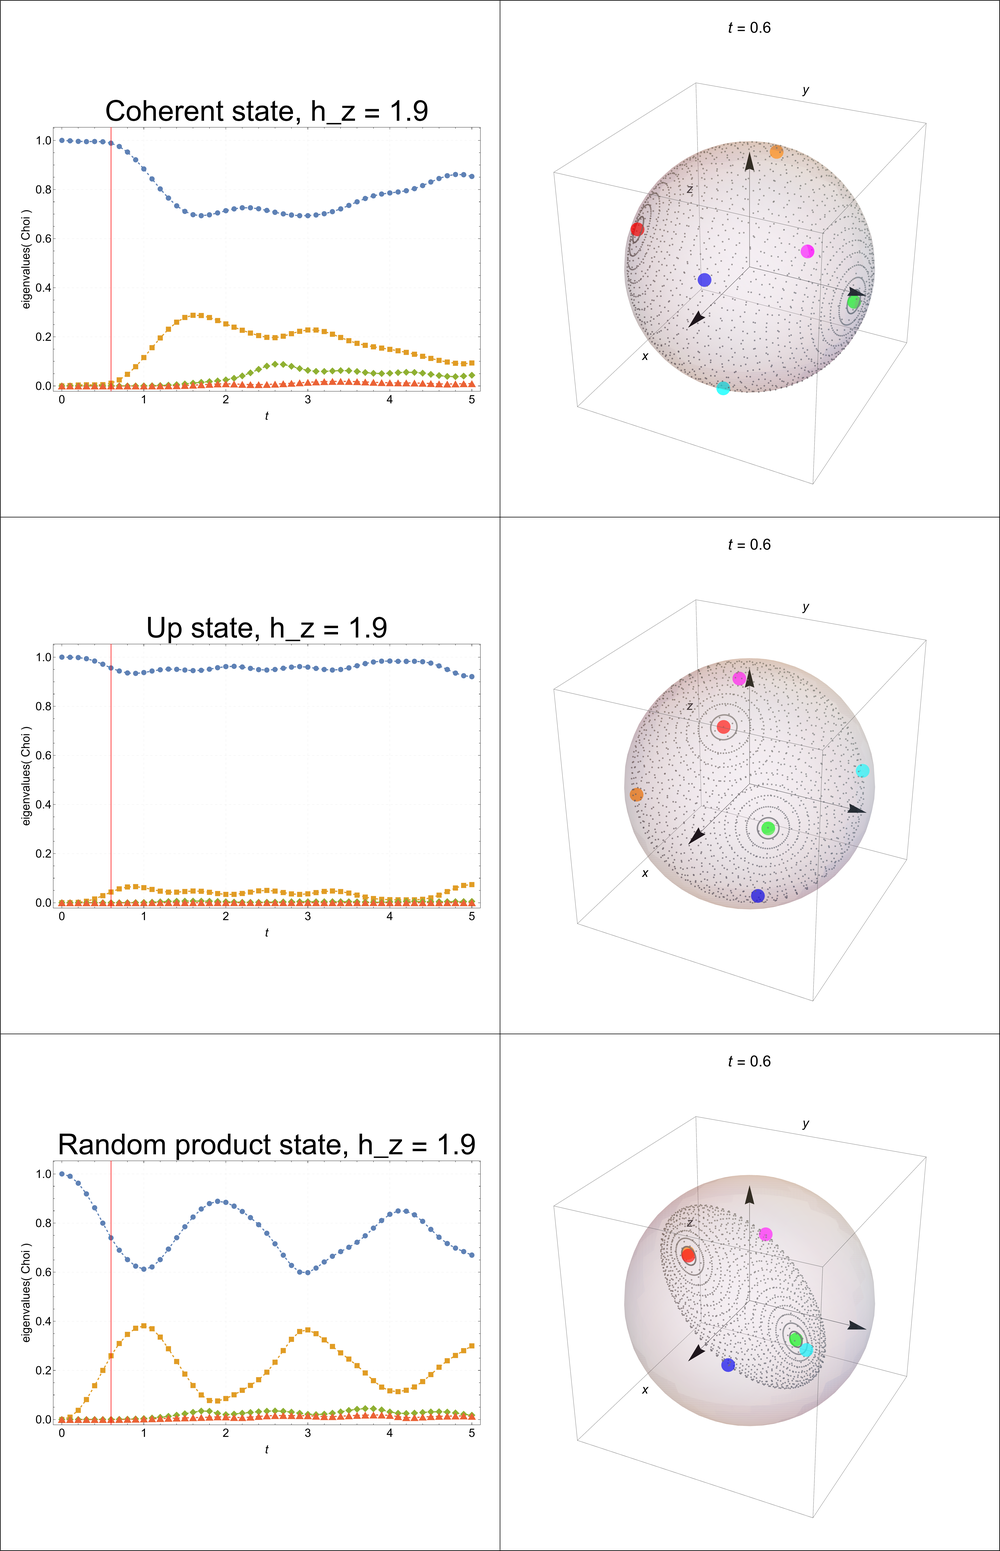 Coherent state, h_z = 1.9
eigenvalues( Choi )
1.0
0.8
0.6
0.4
0.2
0.0
0 1 2 3 4 5
t
t = 0.6
y
z
x
Up state, h_z = 1.9
eigenvalues( Choi )
1.0
0.8
0.6
0.4
0.2
0.0
0 1 2 3 4 5
t
t = 0.6
y
z
x
Random product state, h_z = 1.9
eigenvalues( Choi )
1.0
0.8
0.6
0.4
0.2
0.0
0 1 2 3 4 5
t
t = 0.6
y
z
x